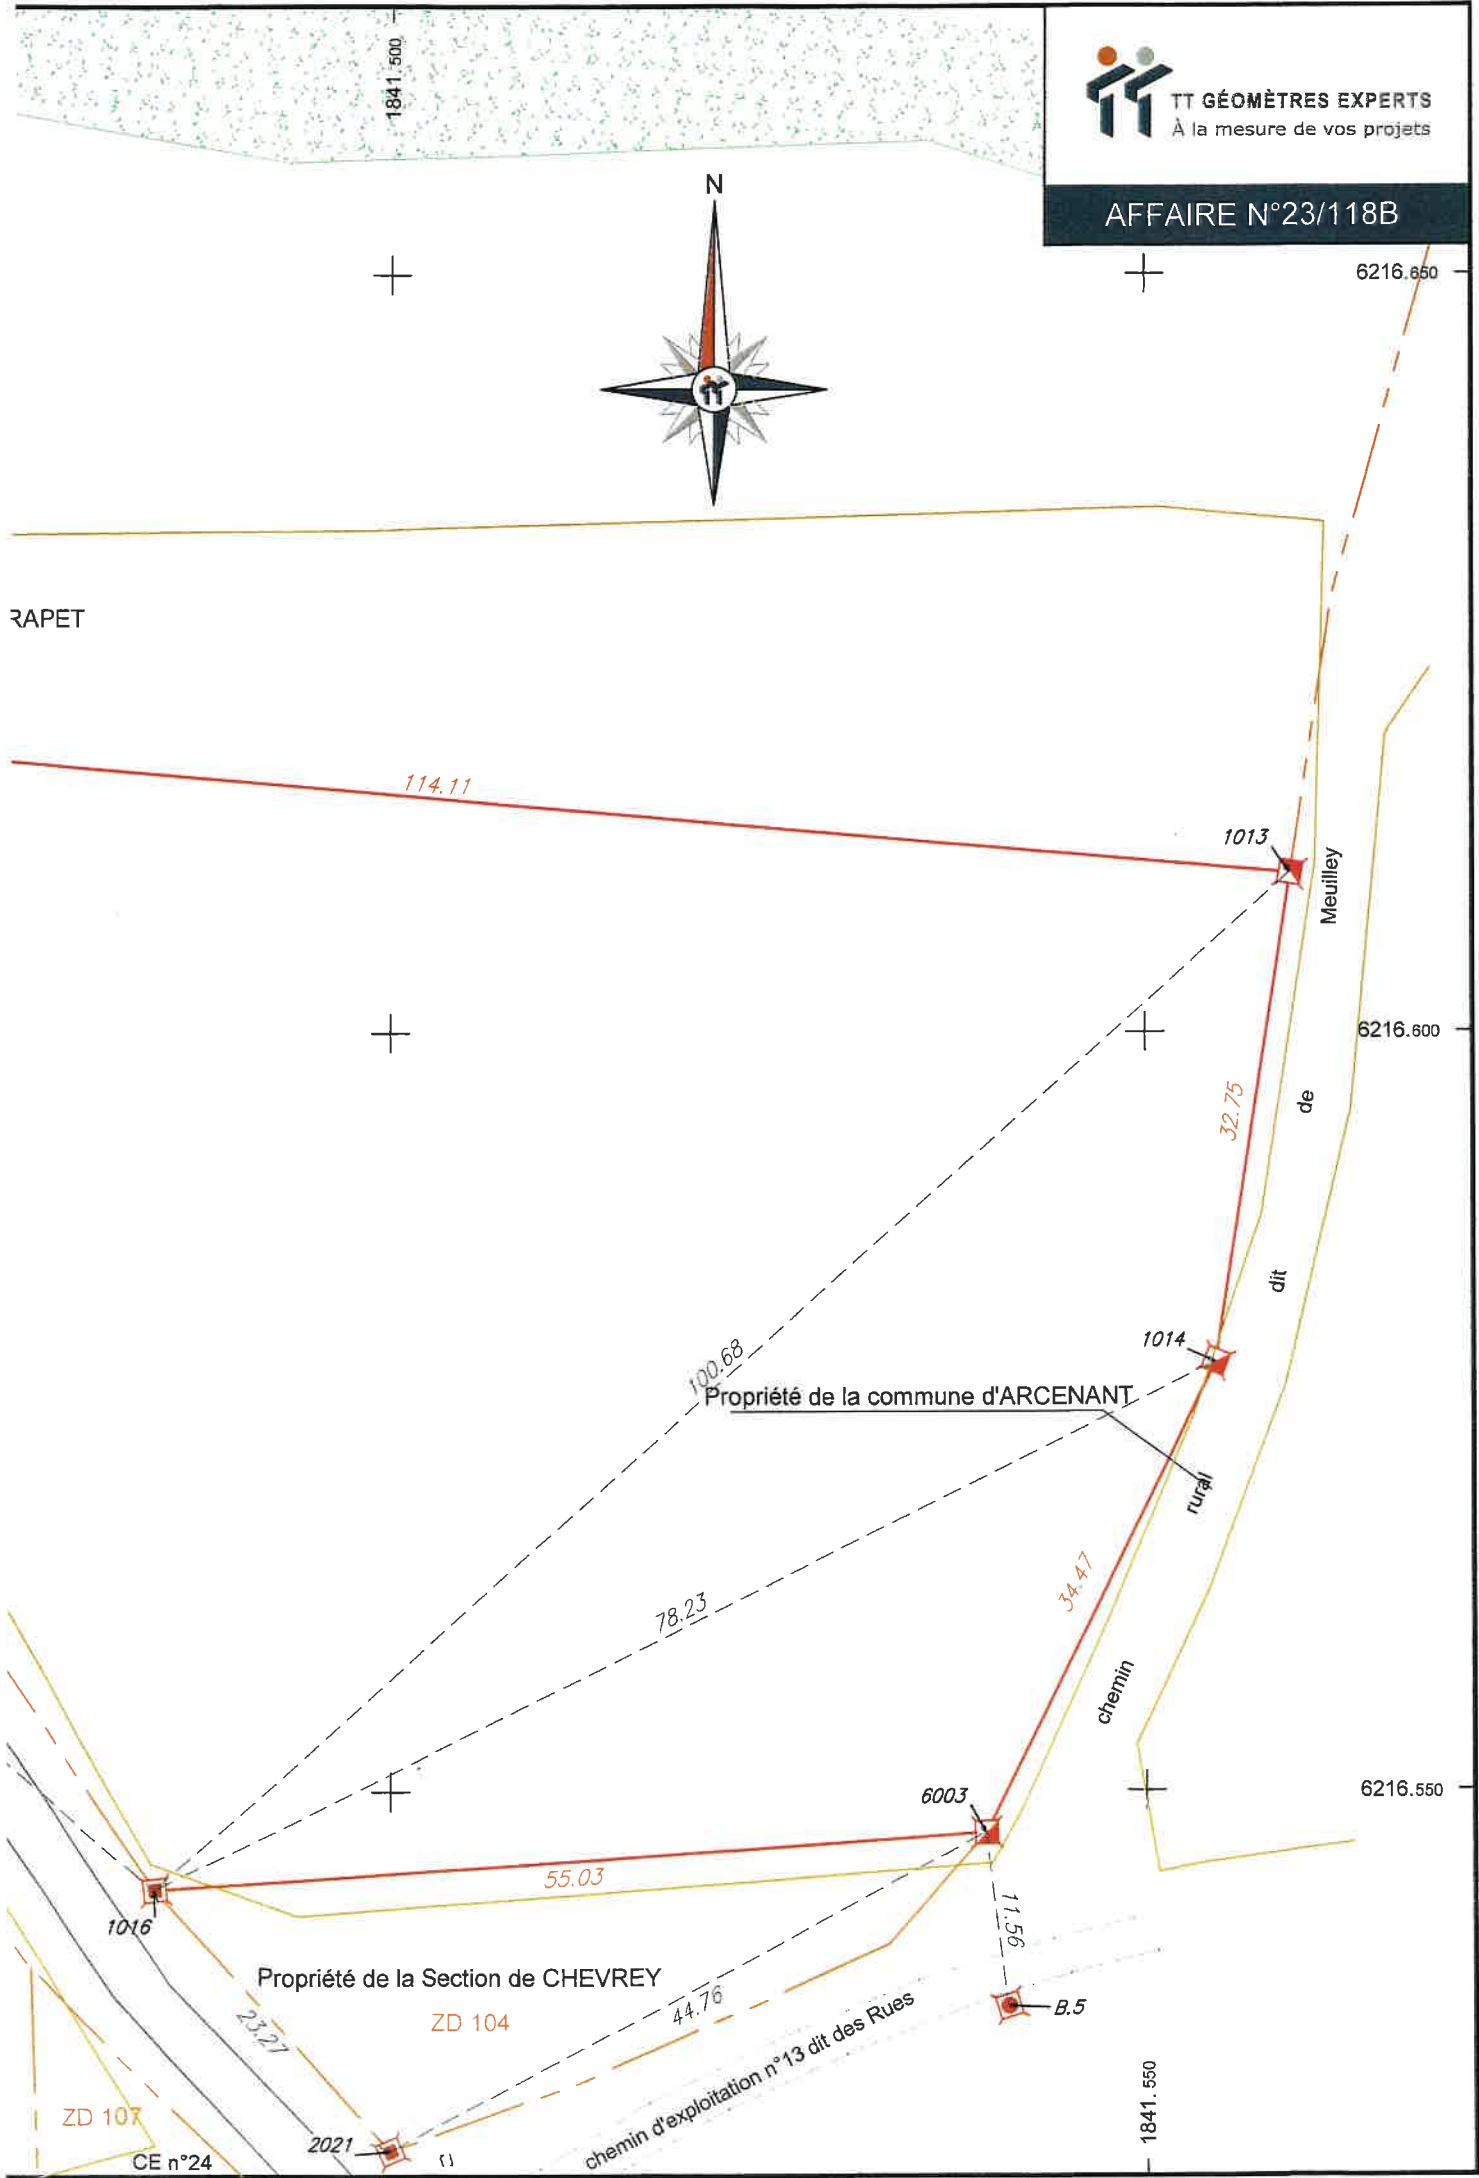 1841.500
TT GÉOMÈTRES EXPERTS
À la mesure de vos projets
AFFAIRE N°23/118B
N
6216.650
RAPET
114.11
1013
Meuilley
6216.600
32.75
de
dit
1014
100.68
Propriété de la commune d'ARCENANT
rural
34.47
78.23
chemin
6003
6216.550
55.03
1016
11.56
Propriété de la Section de CHEVREY
ZD 104
44.76
B.5
23.27
chemin d'exploitation n°13 dit des Rues
1841.550
ZD 107
2021
CE n°24